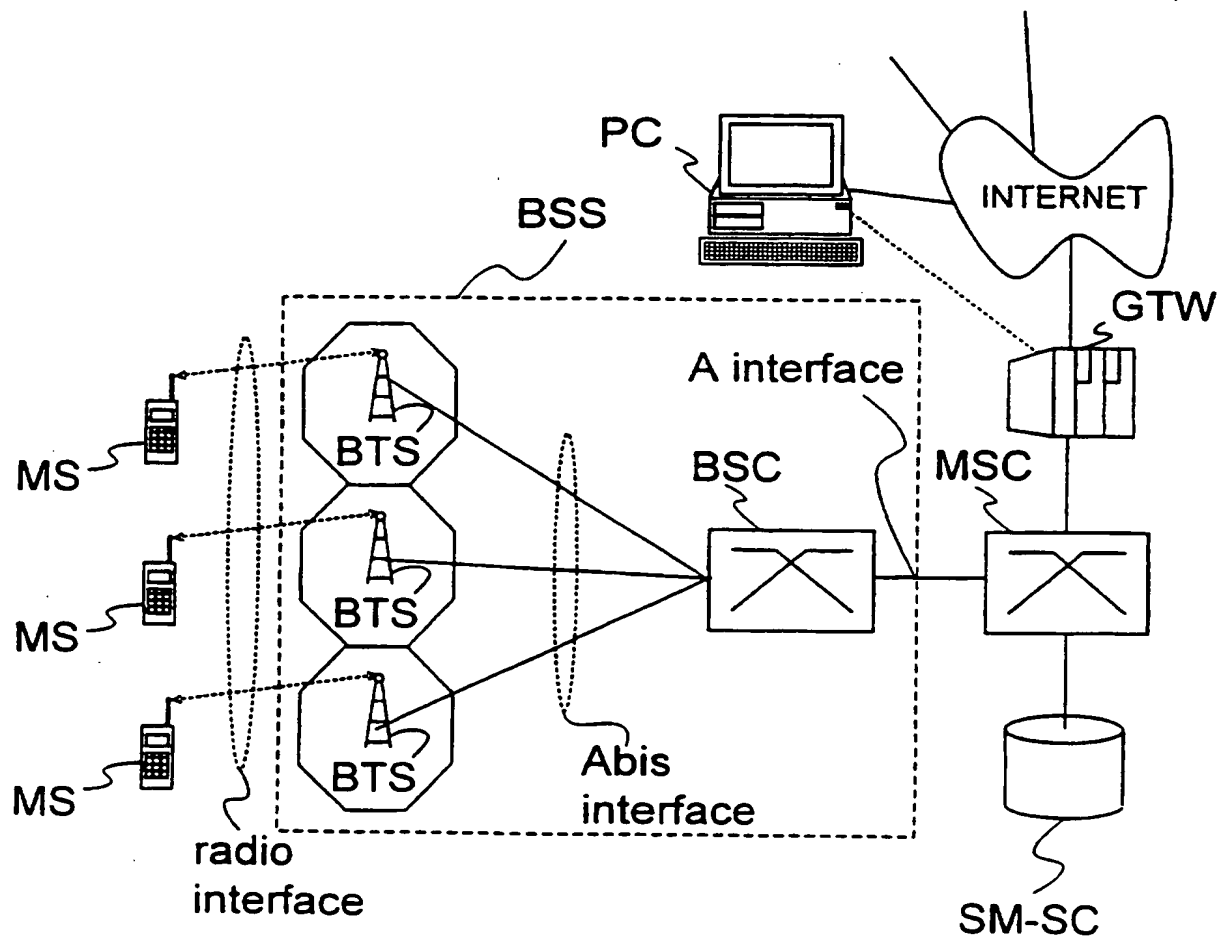 PC
INTERNET
BSS
GTW
A interface
MS
BTS
BSC
MSC
MS
BTS
MS
BTS
Abis
interface
radio
interface
SM-SC